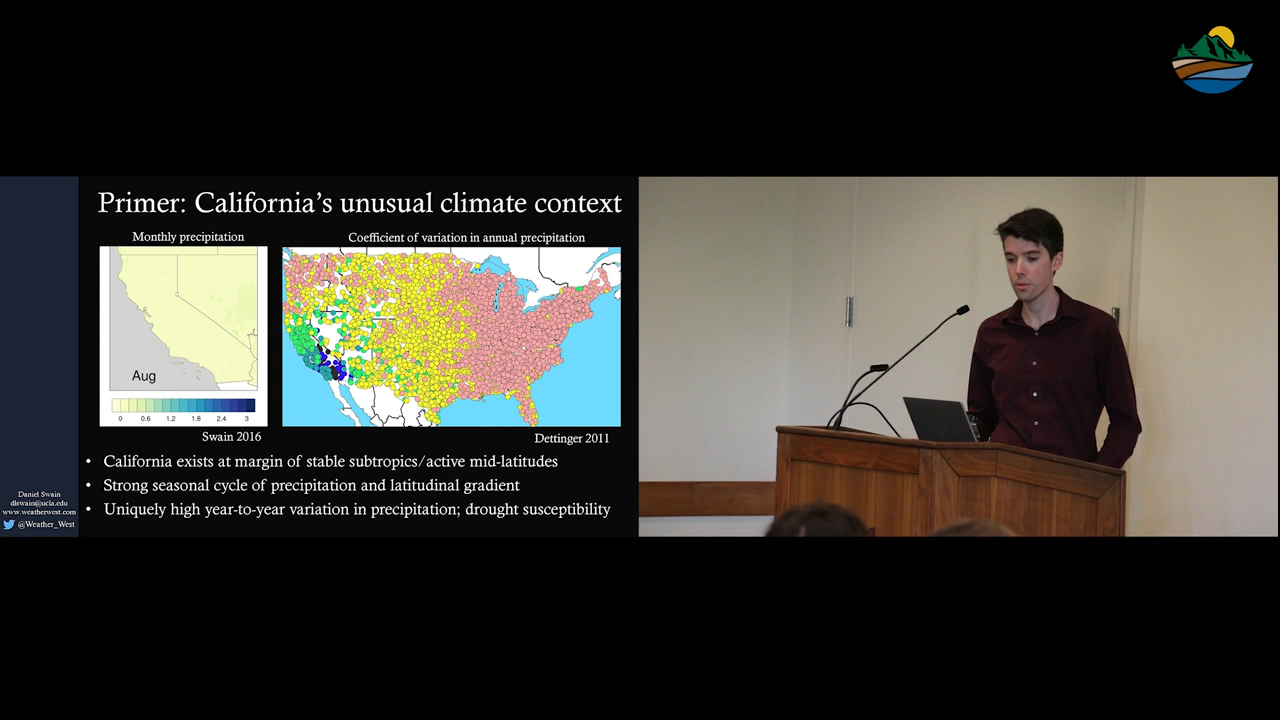 Primer: California's unusual climate context
Monthly precipitation
Coefficient of variation in annual precipitation
Aug
0 0.6 1.2 1.8 2.4 3
Swain 2016
Dettinger 2011
• California exists at margin of stable subtropics/active mid-latitudes
• Strong seasonal cycle of precipitation and latitudinal gradient
• Uniquely high year-to-year variation in precipitation; drought susceptibility
Daniel Swain
dlswain@ucla.edu
www.weatherwest.com
@Weather_West